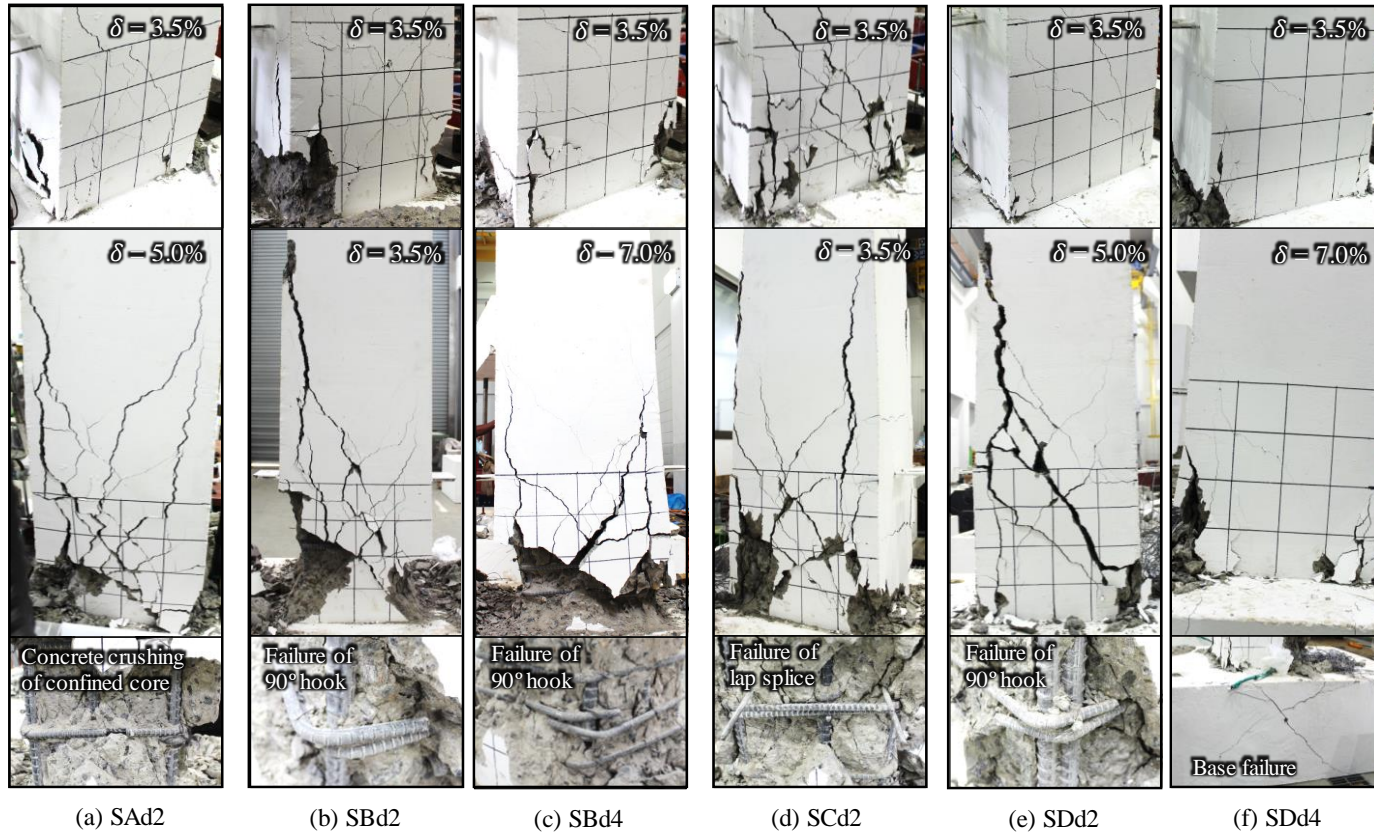 δ = 3.5%
δ = 3.5%
δ = 3.5%
δ = 3.5%
δ = 3.5%
δ = 3.5%
δ = 5.0%
δ = 3.5%
δ = 7.0%
δ = 3.5%
δ = 5.0%
δ = 7.0%
Concrete crushing
of confined core
Failure of
90° hook
Failure of
90° hook
Failure of
lap splice
Failure of
90° hook
Base failure
(a) SAd2
(b) SBd2
(c) SBd4
(d) SCd2
(e) SDd2
(f) SDd4